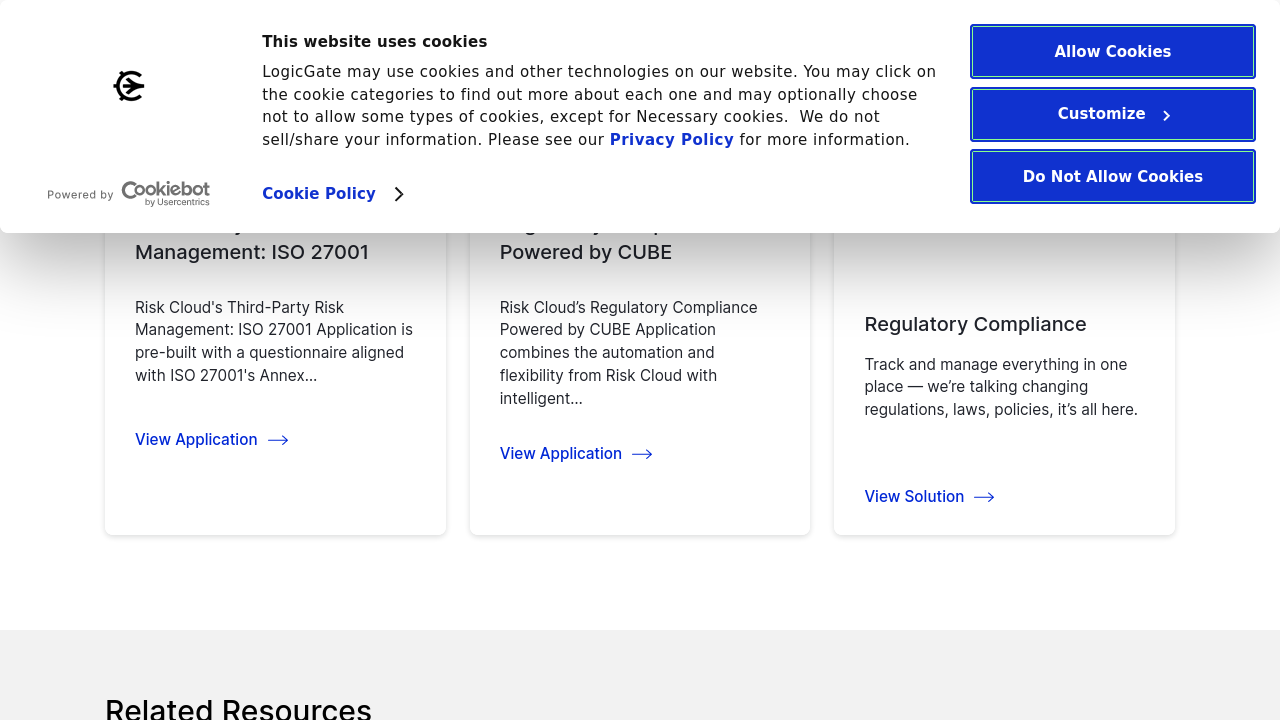 This website uses cookies
LogicGate may use cookies and other technologies on our website. You may click on
the cookie categories to find out more about each one and may optionally choose
not to allow some types of cookies, except for Necessary cookies.  We do not
sell/share your information. Please see our Privacy Policy for more information.
Cookie Policy
Powered by Cookiebot
by Usercentrics
Allow Cookies
Customize
Do Not Allow Cookies
Management: ISO 27001
Risk Cloud's Third-Party Risk
Management: ISO 27001 Application is
pre-built with a questionnaire aligned
with ISO 27001's Annex...
View Application
Powered by CUBE
Risk Cloud’s Regulatory Compliance
Powered by CUBE Application
combines the automation and
flexibility from Risk Cloud with
intelligent...
View Application
Regulatory Compliance
Track and manage everything in one
place — we’re talking changing
regulations, laws, policies, it’s all here.
View Solution
Related Resources